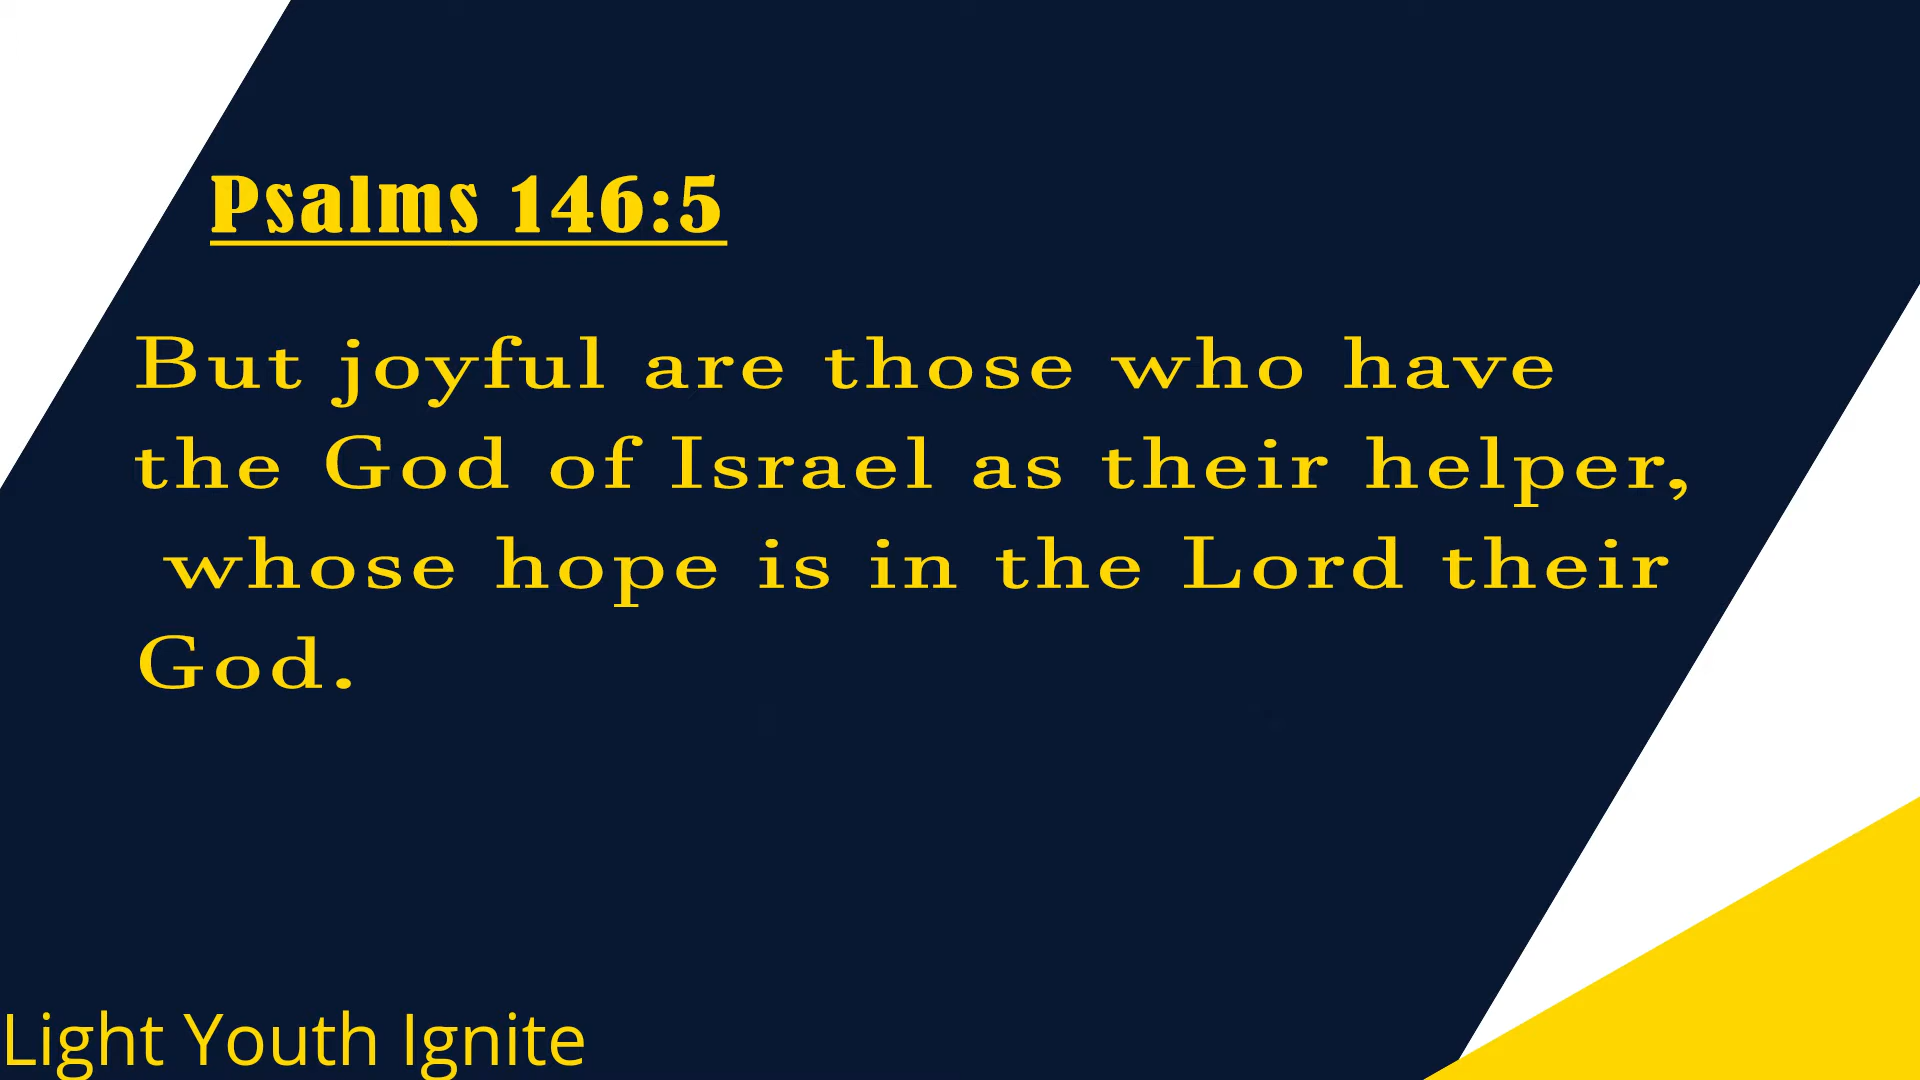 Psalms 146:5
But joyful are those who have
the God of Israel as their helper,
whose hope is in the Lord their
God.
Light Youth Ignite